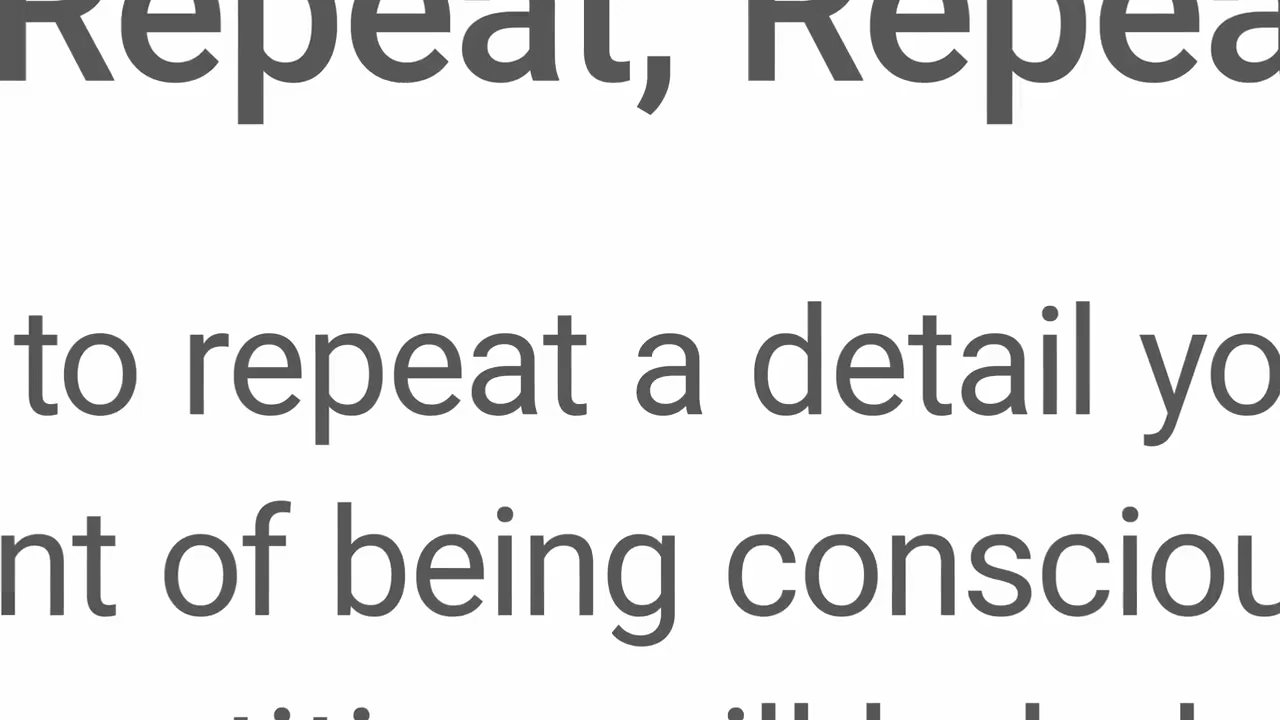 Repeat, Repea
to repeat a detail yo
nt of being consciou